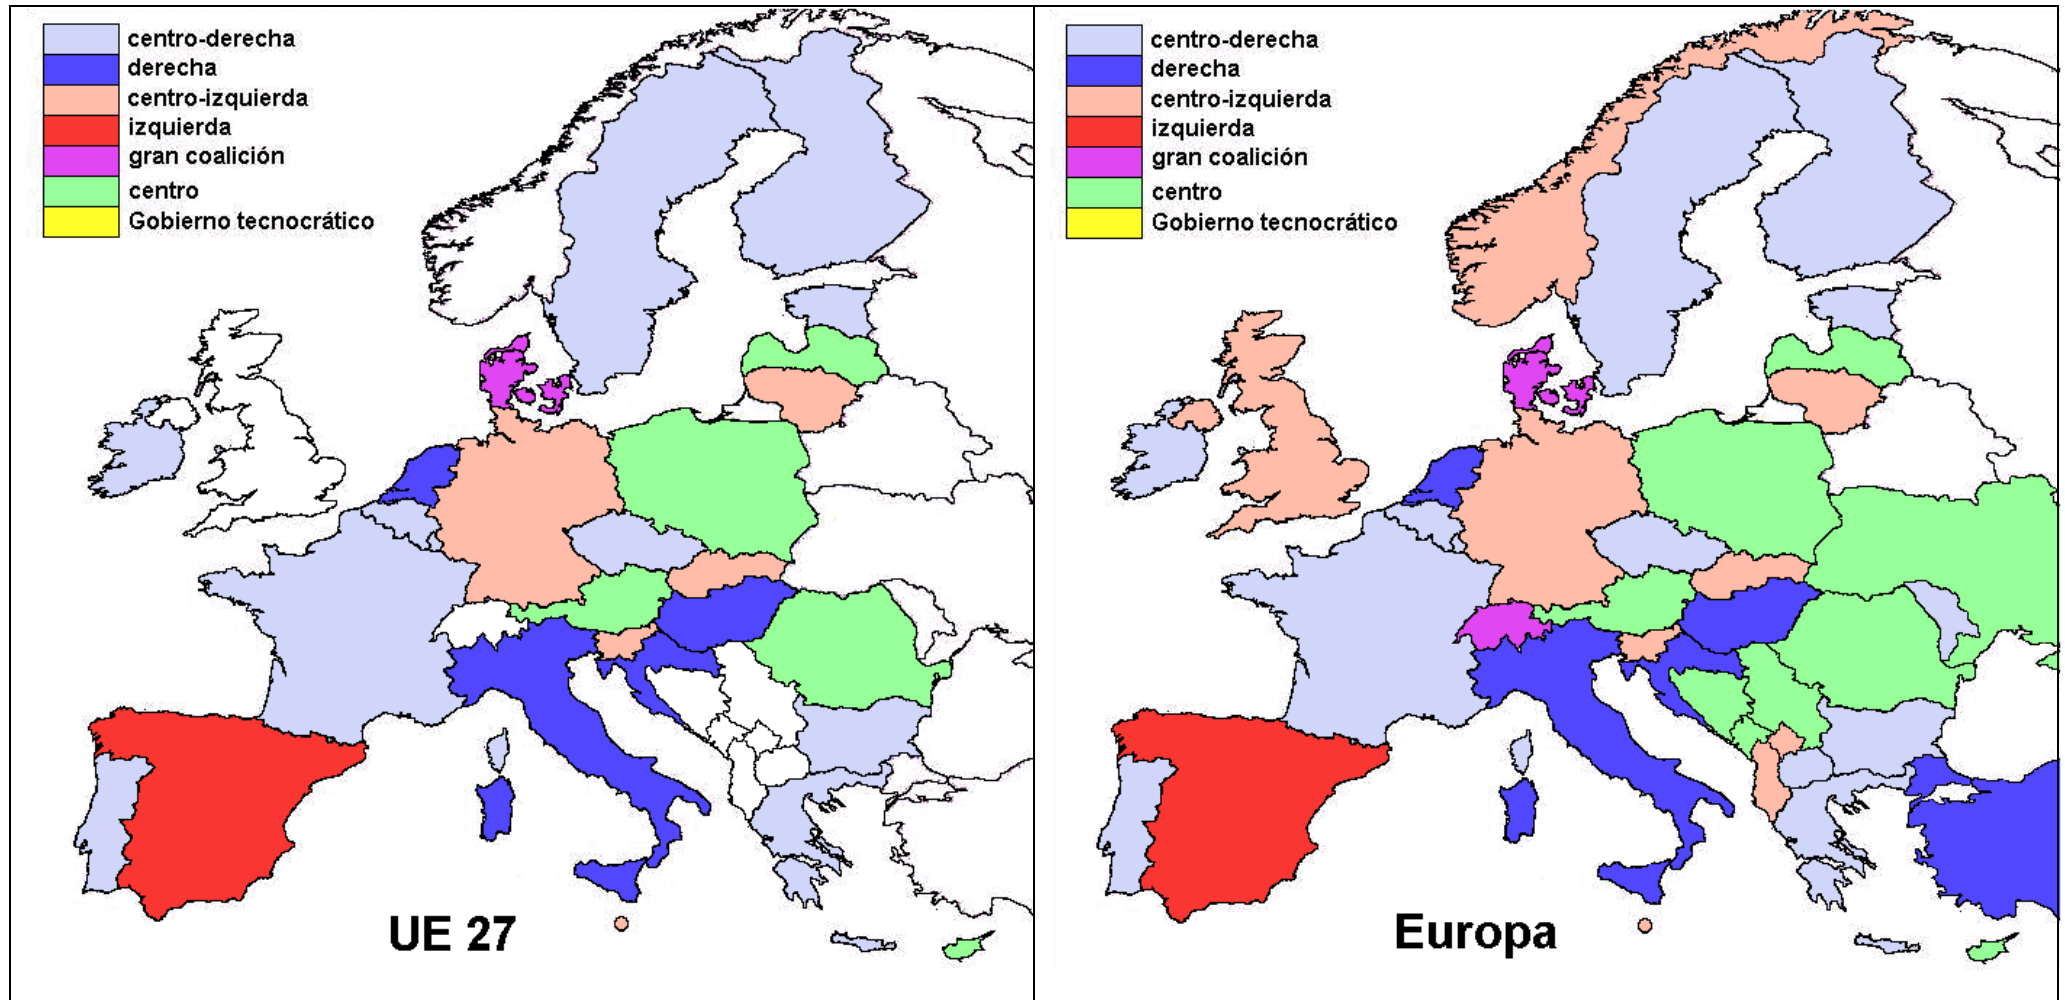 centro-derecha
derecha
centro-izquierda
izquierda
gran coalición
centro
Gobierno tecnocrático
UE 27
centro-derecha
derecha
centro-izquierda
izquierda
gran coalición
centro
Gobierno tecnocrático
Europa